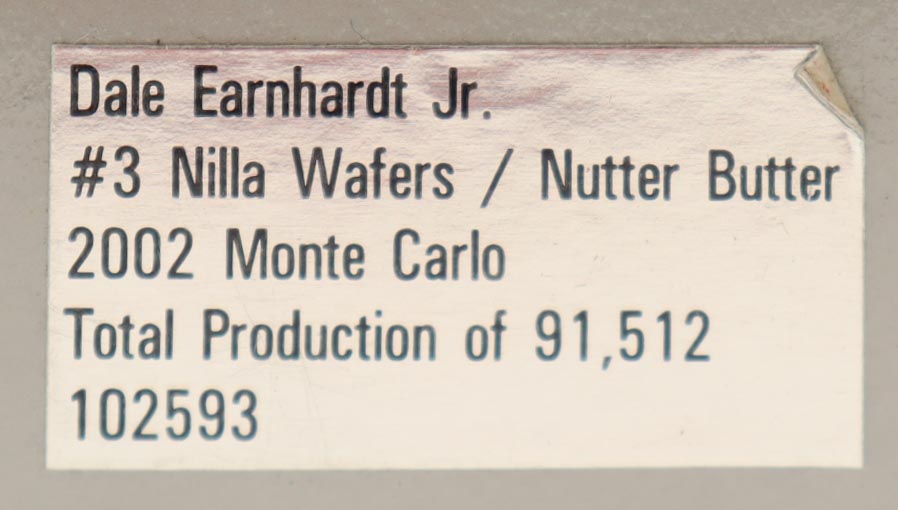 Dale Earnhardt Jr.
#3 Nilla Wafers / Nutter Butter
2002 Monte Carlo
Total Production of 91,512
102593